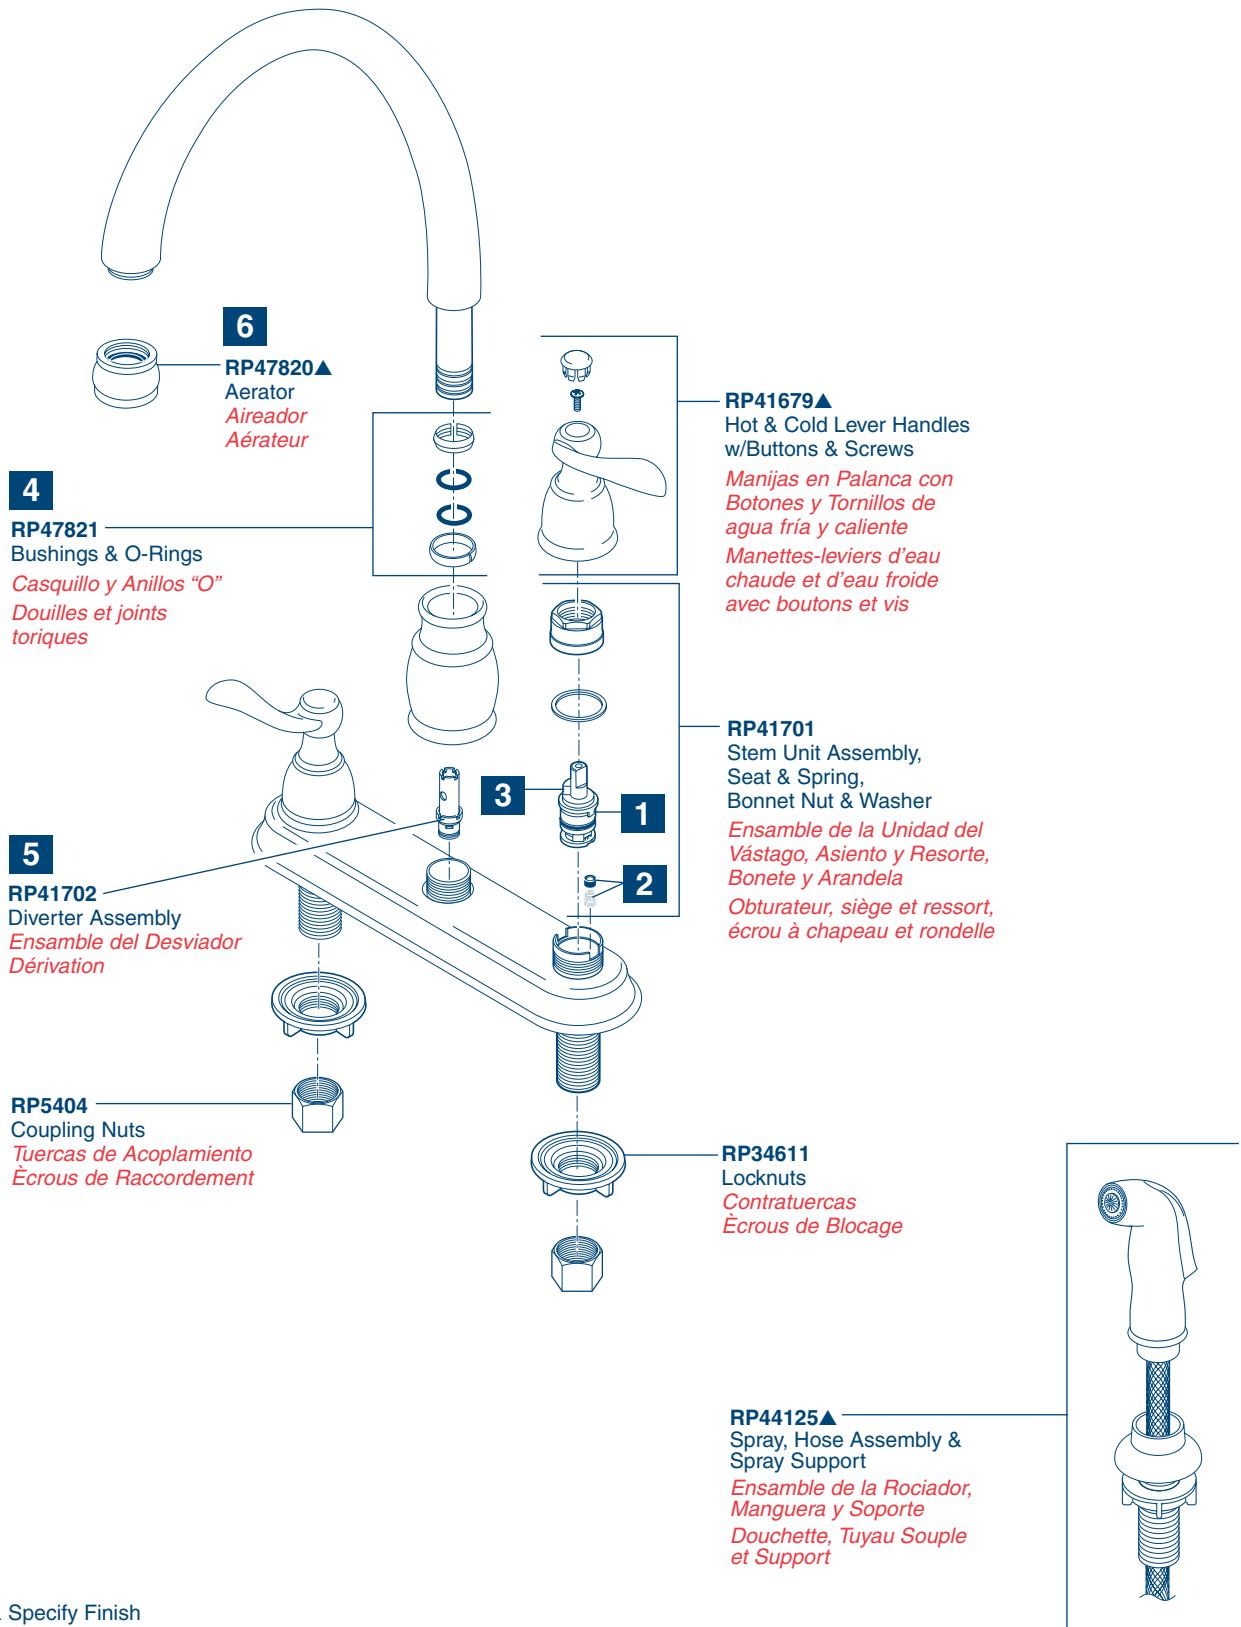 6
RP47820▲
Aerator
Aireador
Aérateur
RP41679▲
Hot & Cold Lever Handles
w/Buttons & Screws
Manijas en Palanca con
Botones y Tornillos de
agua fría y caliente
Manettes-leviers d'eau
chaude et d'eau froide
avec boutons et vis
4
RP47821
Bushings & O-Rings
Casquillo y Anillos “O”
Douilles et joints
toriques
3
1
2
RP41701
Stem Unit Assembly,
Seat & Spring,
Bonnet Nut & Washer
Ensamble de la Unidad del
Vástago, Asiento y Resorte,
Bonete y Arandela
Obturateur, siège et ressort,
écrou à chapeau et rondelle
5
RP41702
Diverter Assembly
Ensamble del Desviador
Dérivation
RP5404
Coupling Nuts
Tuercas de Acoplamiento
Ècrous de Raccordement
RP34611
Locknuts
Contratuercas
Ècrous de Blocage
RP44125▲
Spray, Hose Assembly &
Spray Support
Ensamble de la Rociador,
Manguera y Soporte
Douchette, Tuyau Souple
et Support
Specify Finish